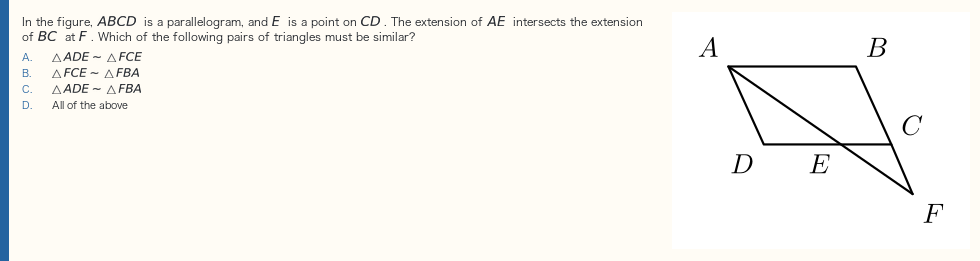 In the figure, ABCD is a parallelogram, and E is a point on CD . The extension of AE intersects the extension
of BC at F . Which of the following pairs of triangles must be similar?
A. △ADE ~ △FCE
B. △FCE ~ △FBA
C. △ADE ~ △FBA
D. All of the above
A
B
C
D
E
F